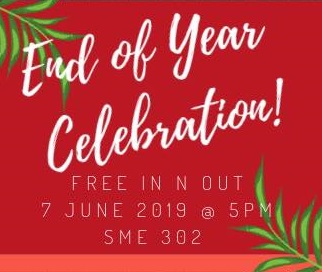 End of Year
Celebration!
FREE IN N OUT
7 JUNE 2019 @ 5PM
SME 302